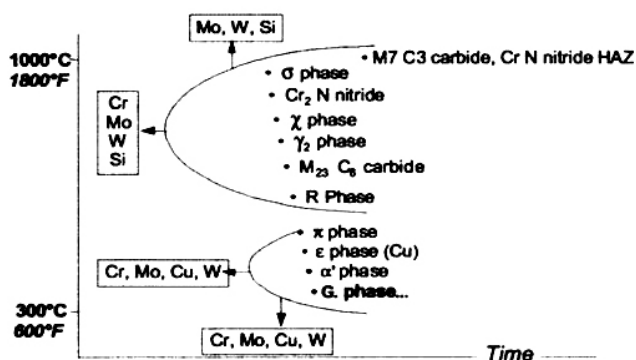 Mo, W, Si
1000°C
1800°F
• M7 C3 carbide, Cr N nitride HAZ
• σ phase
• Cr₂ N nitride
Cr
Mo
W
Si
• χ phase
• γ₂ phase
• M₂₃ C₆ carbide
• R Phase
• π phase
• ε phase (Cu)
Cr, Mo, Cu, W
• α' phase
• G. phase...
300°C
600°F
Cr, Mo, Cu, W
Time